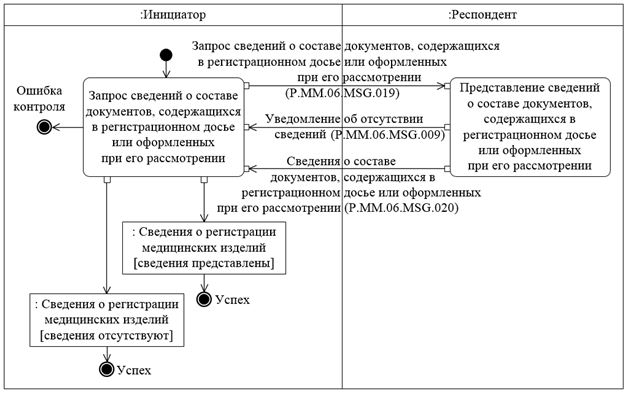 :Инициатор
:Респондент
Запрос сведений о составе документов, содержащихся
в регистрационном досье или оформленных
при его рассмотрении
(P.MM.06.MSG.019)
Ошибка
контроля
Запрос сведений о составе
документов, содержащихся
в регистрационном досье
или оформленных
при его рассмотрении
Представление сведений
о составе документов,
содержащихся в
регистрационном досье
или оформленных
при его рассмотрении
Уведомление об отсутствии
сведений (P.MM.06.MSG.009)
Сведения о составе
документов, содержащихся в
регистрационном досье или оформленных
при его рассмотрении (P.MM.06.MSG.020)
: Сведения о регистрации
медицинских изделий
[сведения представлены]
Успех
: Сведения о регистрации
медицинских изделий
[сведения отсутствуют]
Успех